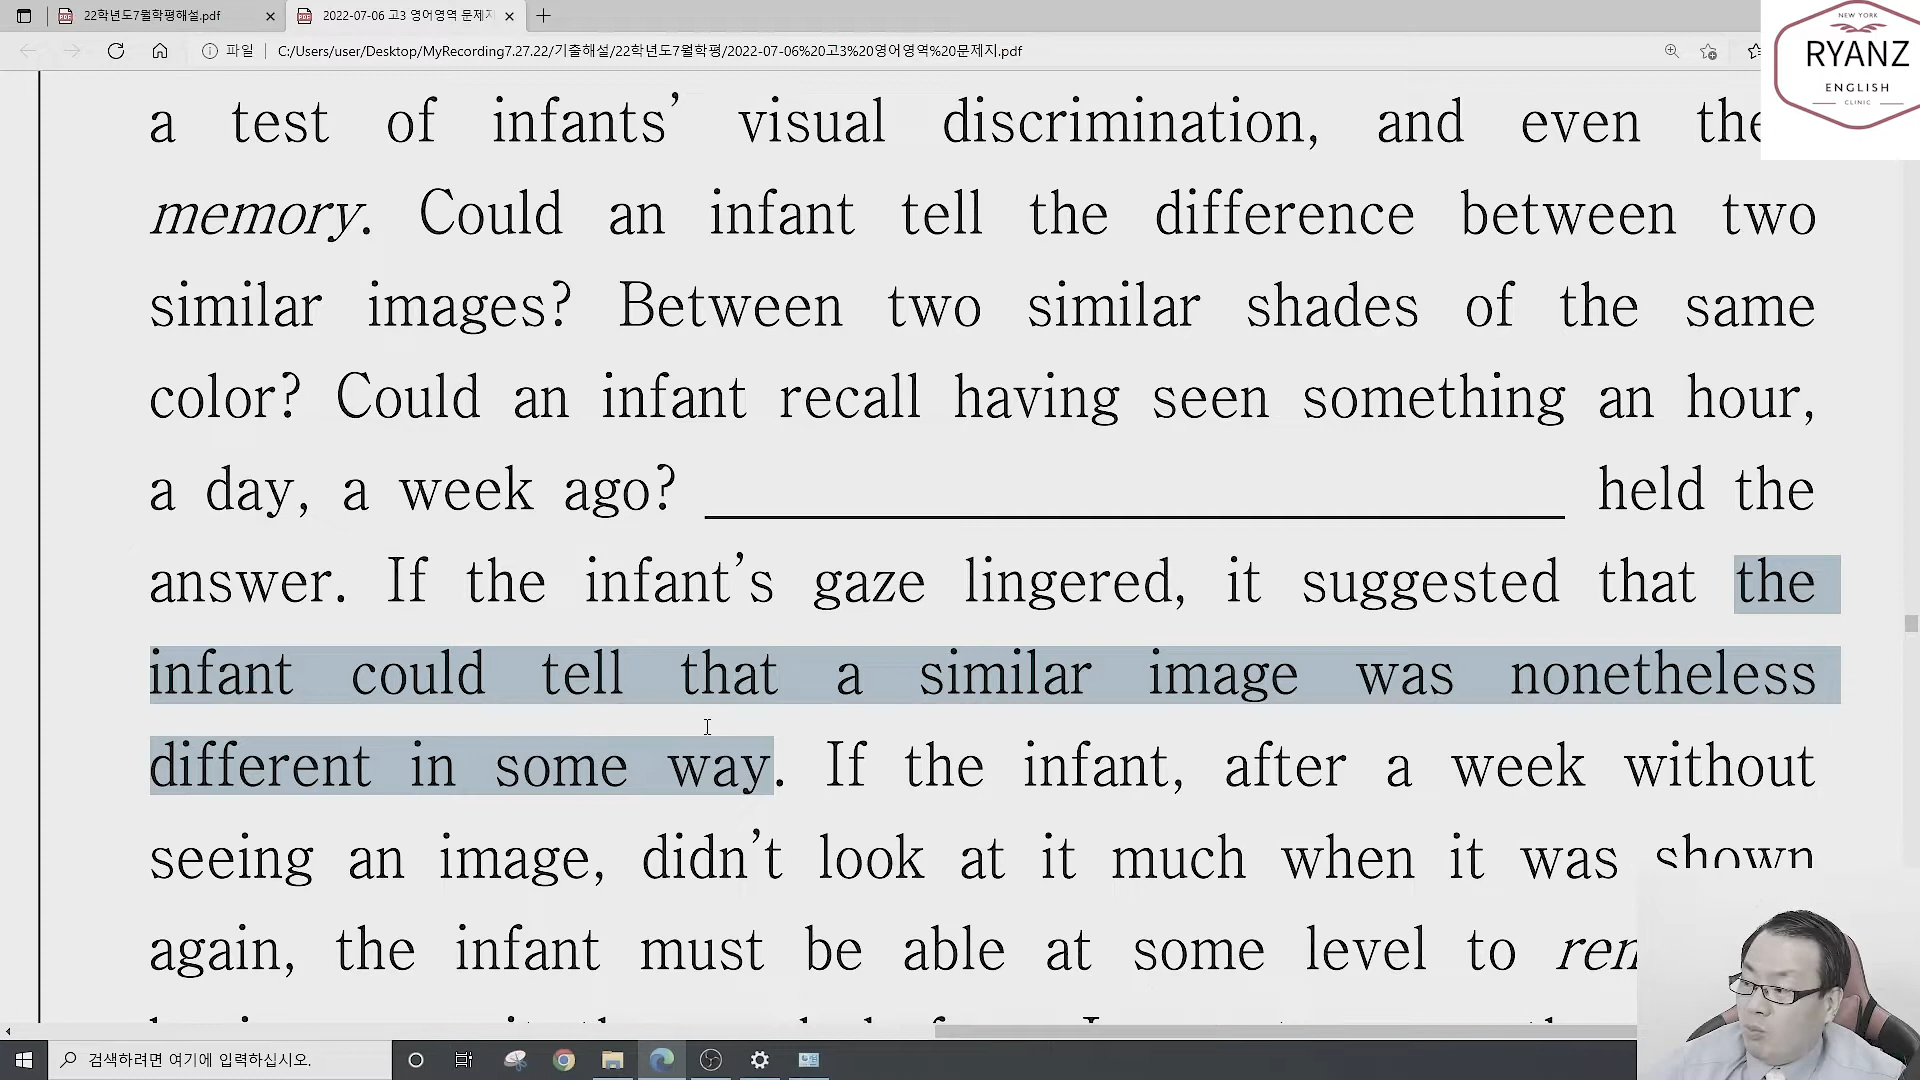 22학년도7월학평해설.pdf
2022-07-06 고3 영어영역 문제지
파일
C:/Users/user/Desktop/MyRecording7.27.22/기출해설/22학년도7월학평/2022-07-06%20고3%20영어영역%20문제지.pdf
NEW YORK
RYANZ
ENGLISH
CLINIC
a test of infants' visual discrimination, and even
memory. Could an infant tell the difference between two
similar images? Between two similar shades of the same
color? Could an infant recall having seen something an hour,
a day, a week ago? held the
answer. If the infant's gaze lingered, it suggested that the
infant could tell that a similar image was nonetheless
different in some way. If the infant, after a week without
seeing an image, didn't look at it much when it was shown
again, the infant must be able at some level to
검색하려면 여기에 입력하십시오.